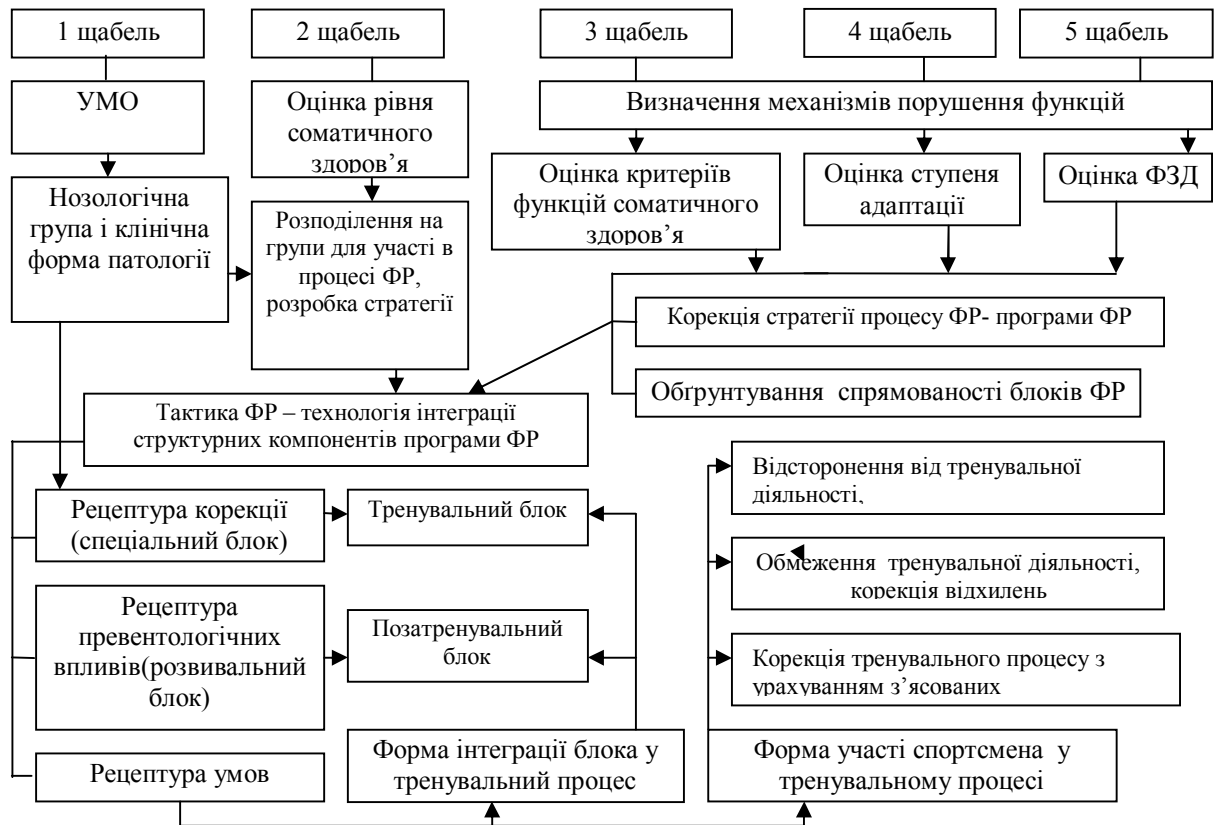 1 щабель
2 щабель
3 щабель
4 щабель
5 щабель
УМО
Оцінка рівня
соматичного
здоров’я
Визначення механізмів порушення функцій
Нозологічна
група і клінічна
форма патології
Розподілення на
групи для участі в
процесі ФР,
розробка стратегії
Оцінка критеріїв
функцій соматичного
здоров’я
Оцінка ступеня
адаптації
Оцінка ФЗД
Корекція стратегії процесу ФР- програми ФР
Обґрунтування спрямованості блоків ФР
Тактика ФР – технологія інтеграції
структурних компонентів програми ФР
Рецептура корекції
(спеціальний блок)
Тренувальний блок
Відсторонення від тренувальної
діяльності,
Обмеження тренувальної діяльності,
корекція відхилень
Рецептура
превентологічних
впливів(розвивальний
блок)
Позатренувальний
блок
Корекція тренувального процесу з
урахуванням з’ясованих
Рецептура умов
Форма інтеграції блока у
тренувальний процес
Форма участі спортсмена у
тренувальному процесі